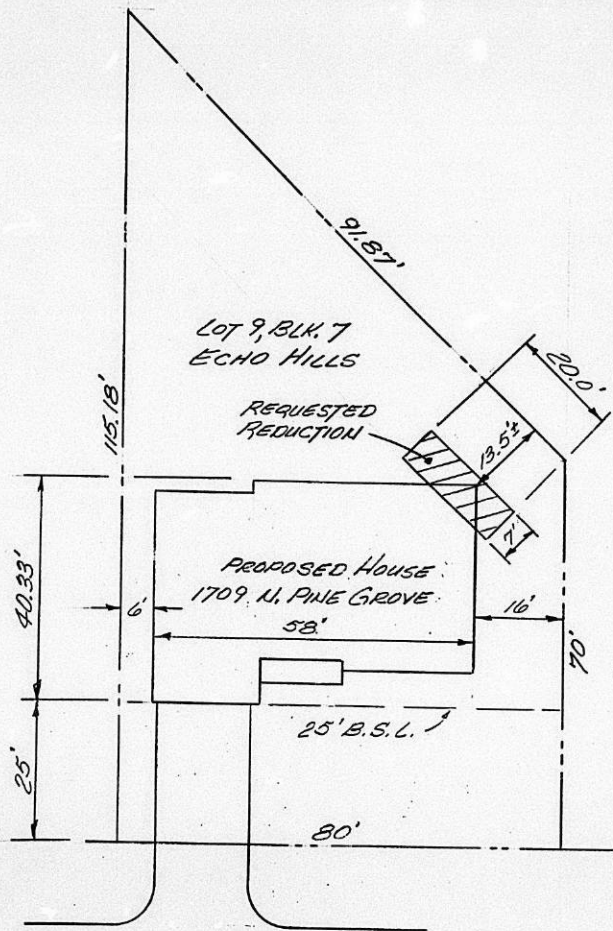 91.87'
LOT 9, BLK. 7
ECHO HILLS
20.0'
115.18'
REQUESTED
REDUCTION
13.5'±
7'
PROPOSED HOUSE
1709 N. PINE GROVE
40.33'
6'
58'
16'
70'
25' B.S.L.
25'
80'